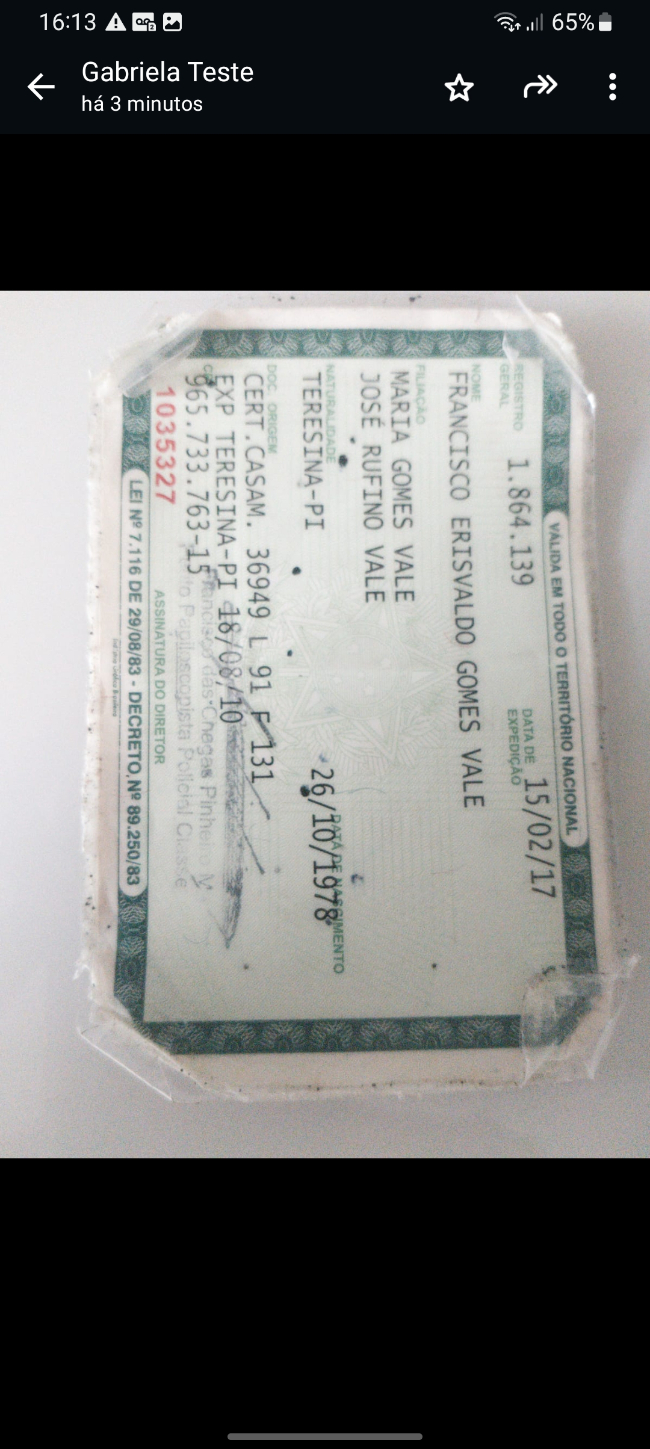 16:13
65%
Gabriela Teste
há 3 minutos
VÁLIDA EM TODO O TERRITÓRIO NACIONAL
REGISTRO GERAL 1.864.139 DATA DE EXPEDIÇÃO 15/02/17
NOME
FRANCISCO ERISVALDO GOMES VALE
FILIAÇÃO
MARIA GOMES VALE
JOSÉ RUFINO VALE
NATURALIDADE DATA DE NASCIMENTO
TERESINA-PI 26/10/1978
DOC. ORIGEM
CERT.CASAM. 36949 L 91 F 131
EXP TERESINA-PI 18/08/10
965.733.763-15
Francisco das Chagas Pinheiro
Papiloscopista Policial Classe
1035327 ASSINATURA DO DIRETOR
LEI Nº 7.116 DE 29/08/83 - DECRETO Nº 89.250/83